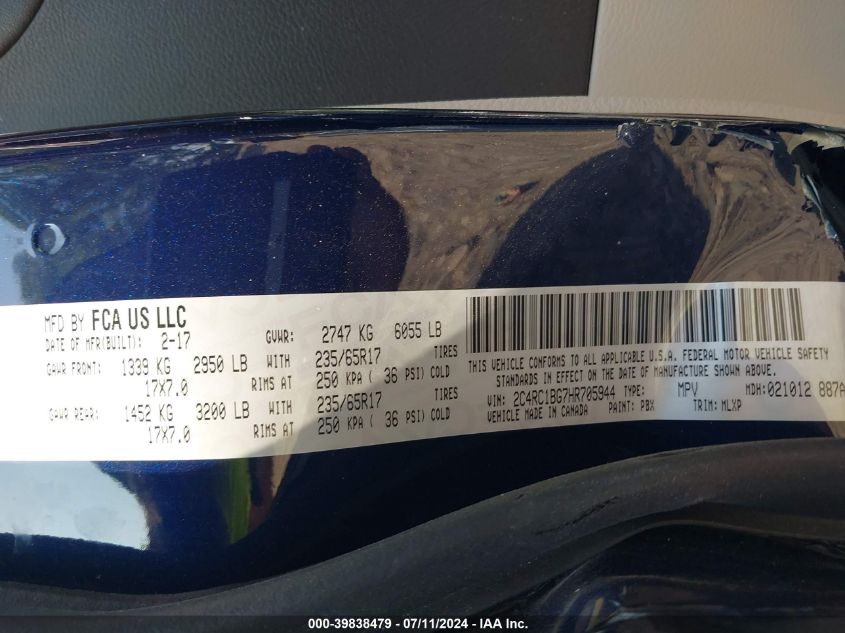 MFD BY FCA US LLC
DATE OF MFR(BUILT): 2-17
GVWR: 2747 KG 6055 LB
GAWR FRONT: 1339 KG 2950 LB WITH 235/65R17 TIRES
17X7.0 RIMS AT 250 KPA ( 36 PSI) COLD
GAWR REAR: 1452 KG 3200 LB WITH 235/65R17 TIRES
17X7.0 RIMS AT 250 KPA ( 36 PSI) COLD
THIS VEHICLE CONFORMS TO ALL APPLICABLE U.S.A. FEDERAL MOTOR VEHICLE SAFETY
STANDARDS IN EFFECT ON THE DATE OF MANUFACTURE SHOWN ABOVE.
VIN: 2C4RC1BG7HR705944 TYPE: MPV MDH:021012 887A
VEHICLE MADE IN CANADA PAINT: PBX TRIM: MLXP
000-39838479 / 07/11/2024 - IAA Inc.